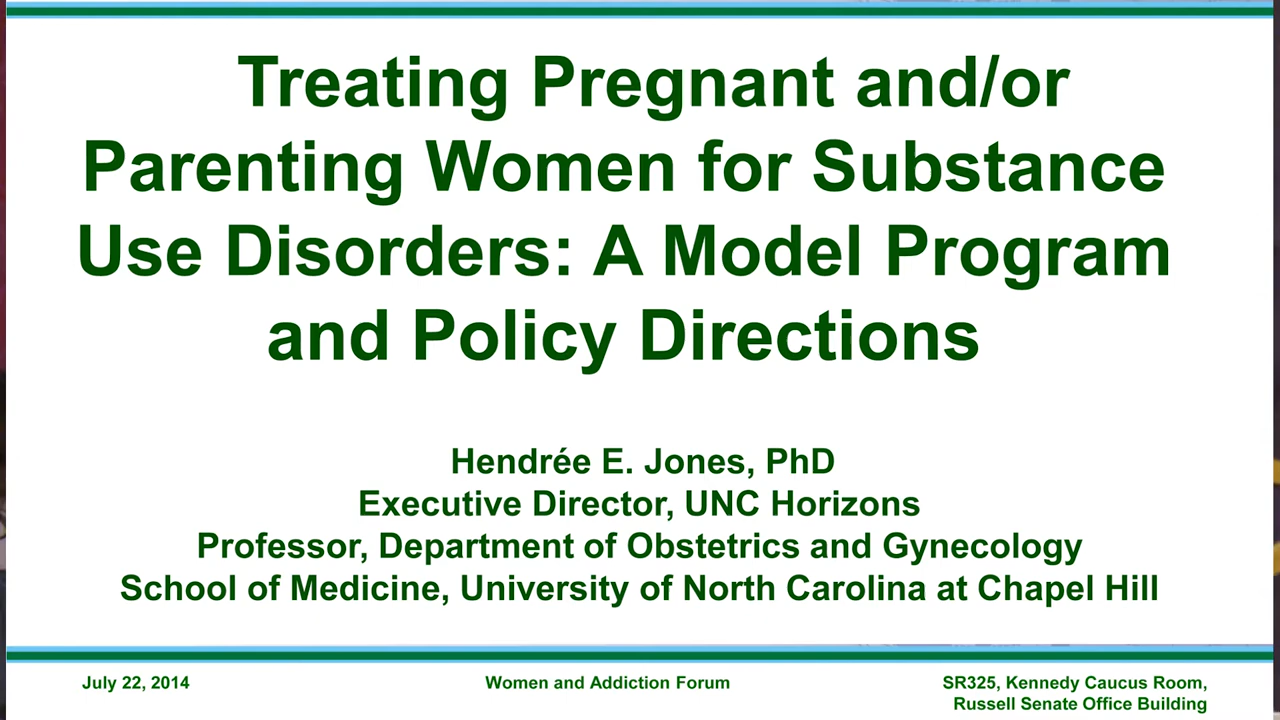 Treating Pregnant and/or
Parenting Women for Substance
Use Disorders: A Model Program
and Policy Directions
Hendrée E. Jones, PhD
Executive Director, UNC Horizons
Professor, Department of Obstetrics and Gynecology
School of Medicine, University of North Carolina at Chapel Hill
July 22, 2014
Women and Addiction Forum
SR325, Kennedy Caucus Room,
Russell Senate Office Building